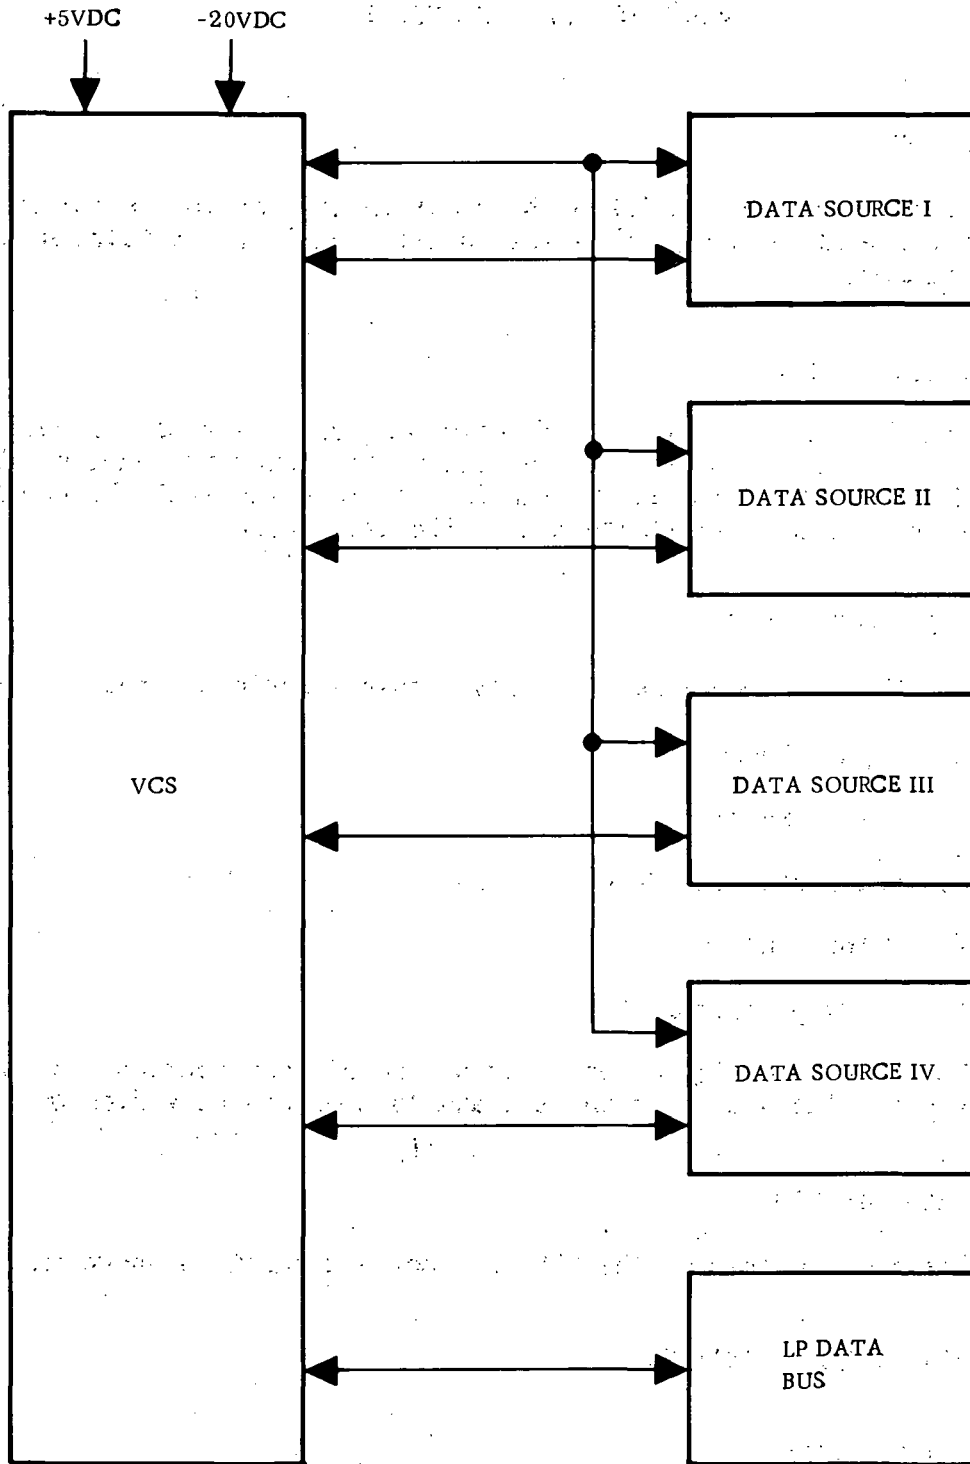 +5VDC -20VDC
DATA SOURCE I
DATA SOURCE II
VCS
DATA SOURCE III
DATA SOURCE IV
LP DATA
BUS